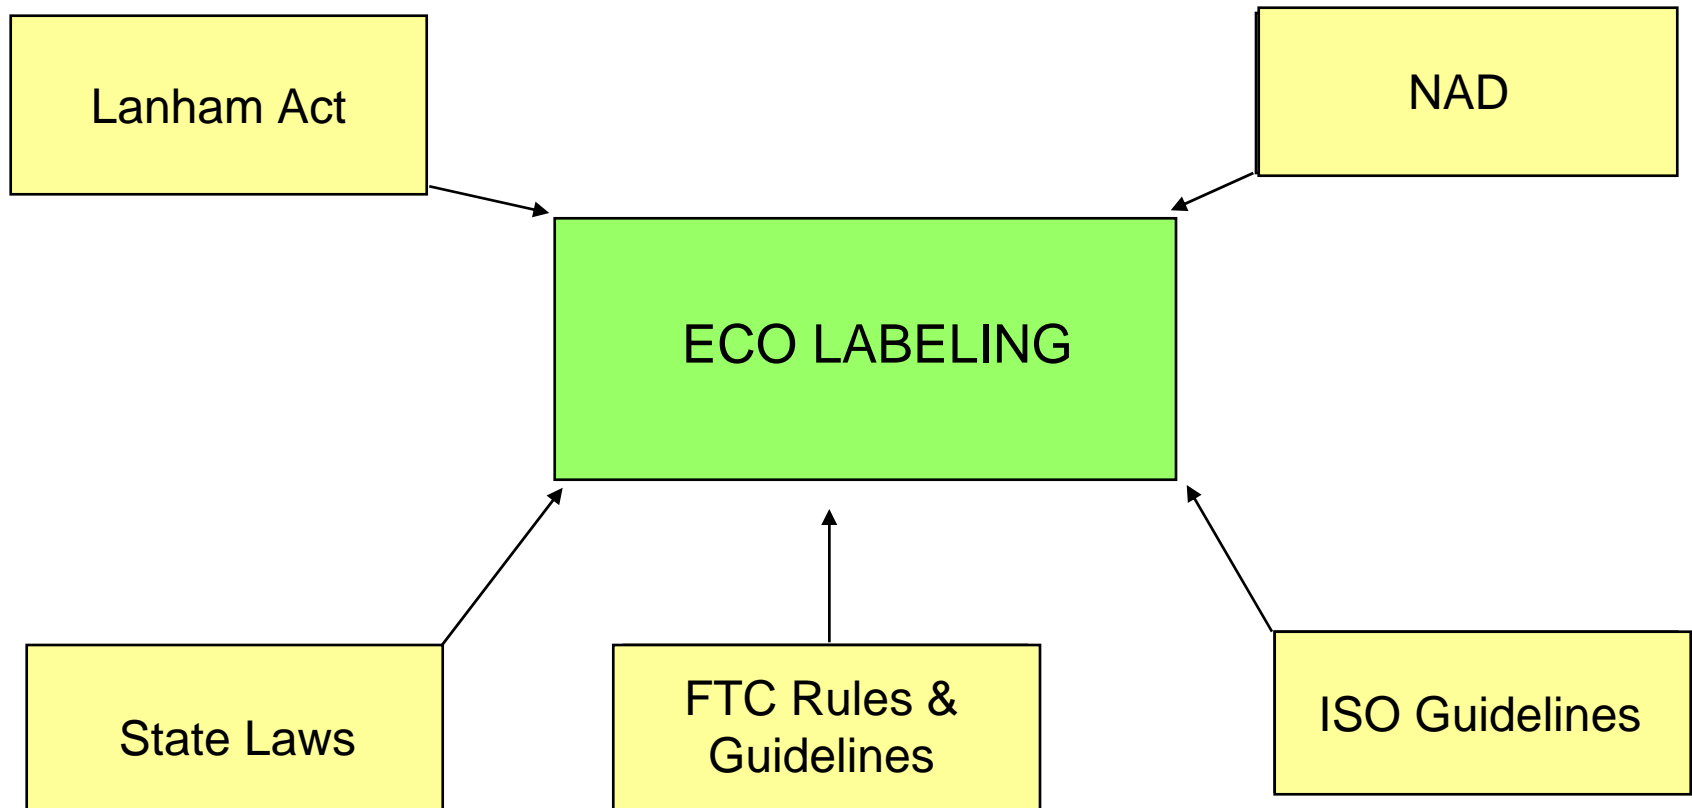 Lanham Act
NAD
ECO LABELING
State Laws
FTC Rules &
Guidelines
ISO Guidelines